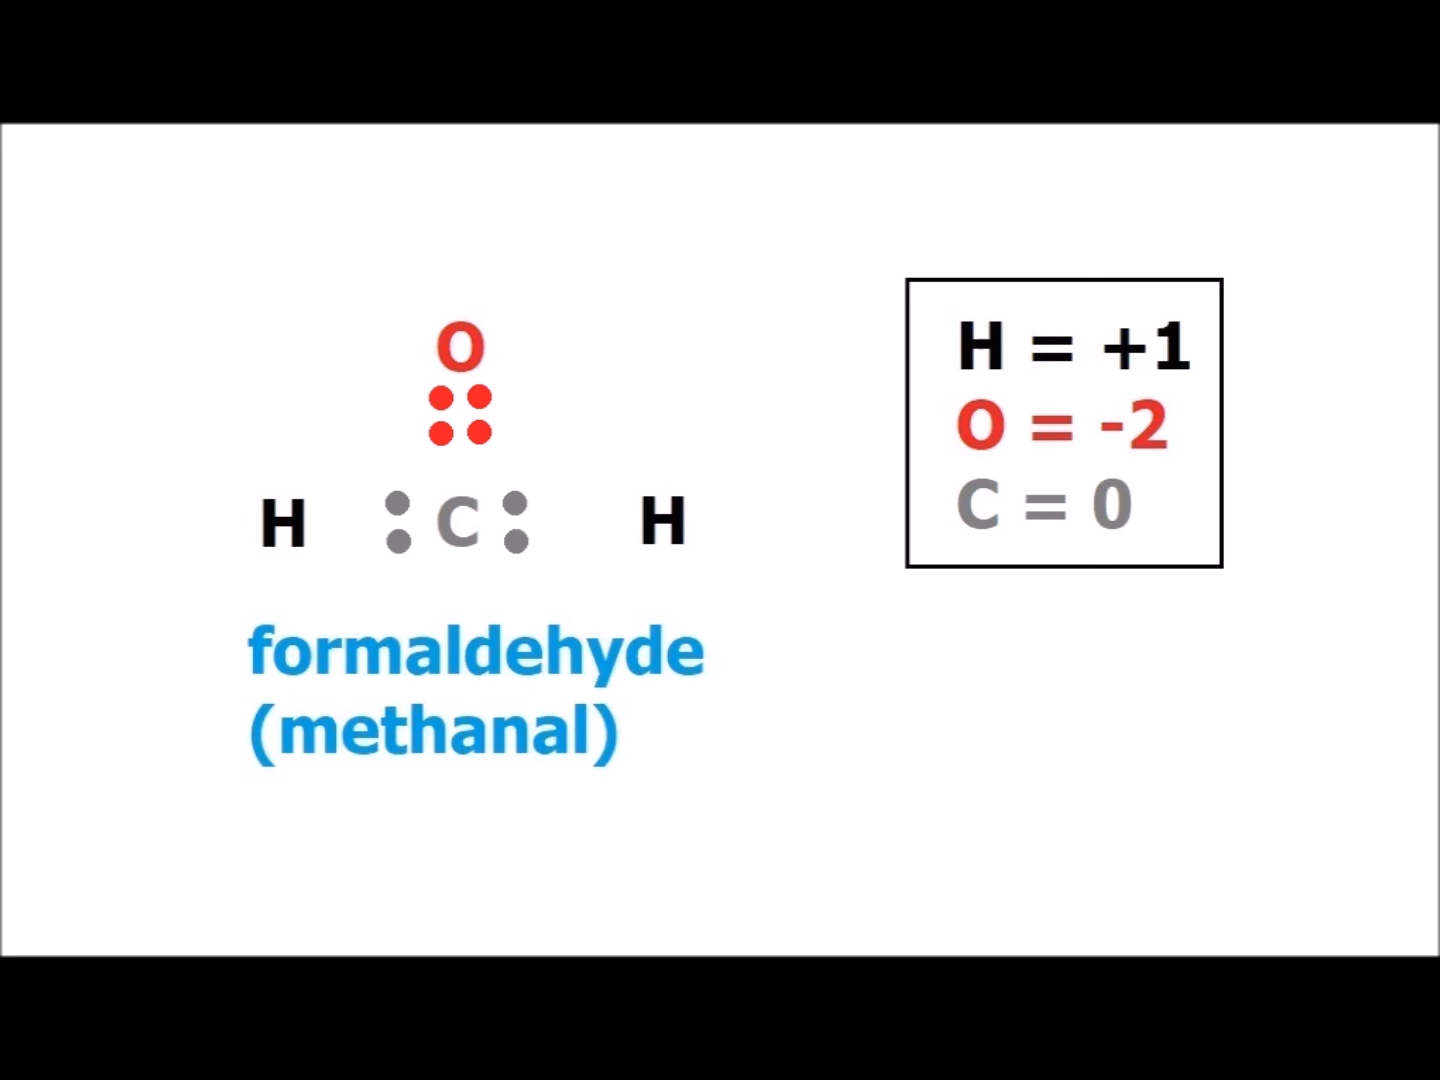 O
H C H
formaldehyde
(methanal)
H = +1
O = -2
C = 0